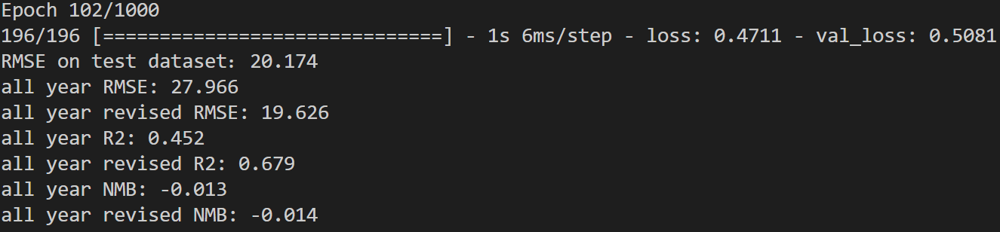 Epoch 102/1000
196/196 [==============================] - 1s 6ms/step - loss: 0.4711 - val_loss: 0.5081
RMSE on test dataset: 20.174
all year RMSE: 27.966
all year revised RMSE: 19.626
all year R2: 0.452
all year revised R2: 0.679
all year NMB: -0.013
all year revised NMB: -0.014